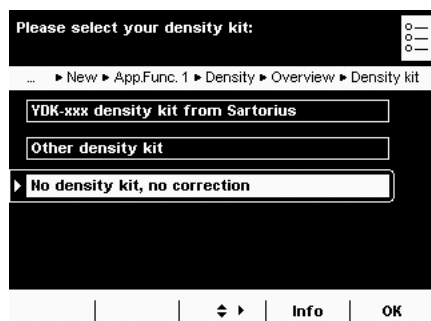 Please select your density kit:
... ▸ New ▸ App.Func. 1 ▸ Density ▸ Overview ▸ Density kit
YDK-xxx density kit from Sartorius
Other density kit
No density kit, no correction
Info
OK